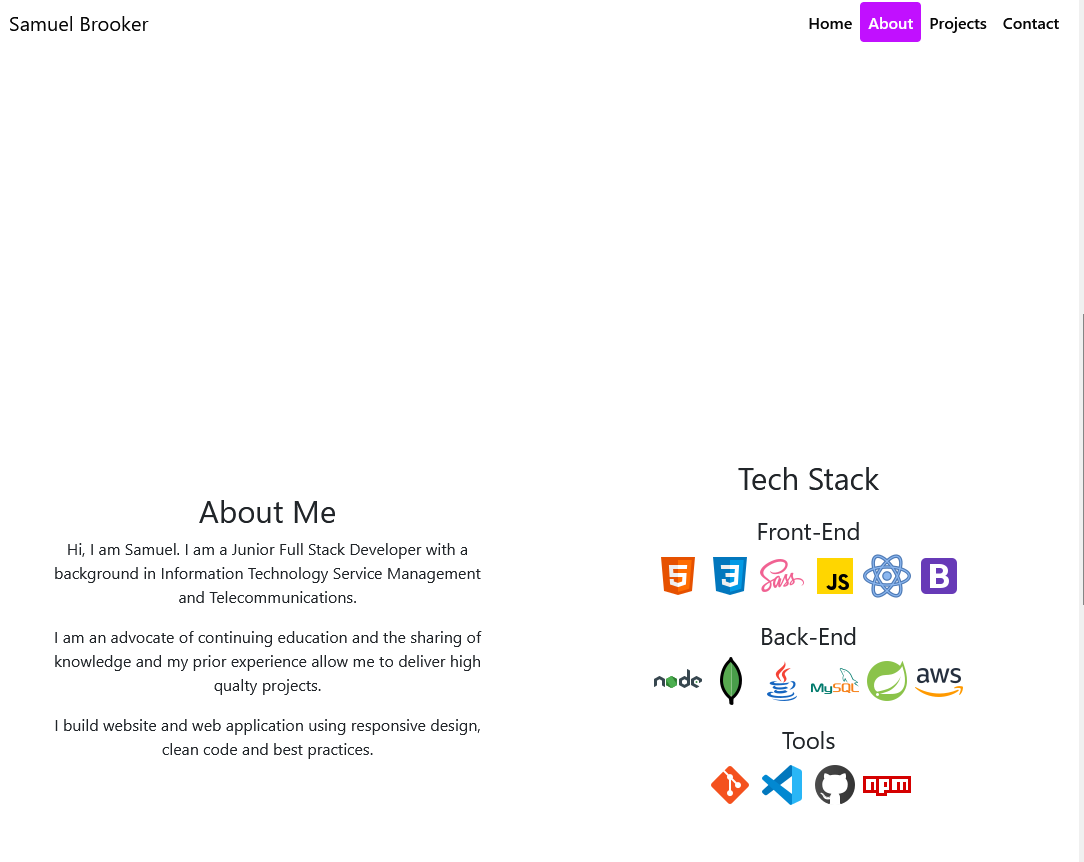 Samuel Brooker
Home About Projects Contact
About Me
Hi, I am Samuel. I am a Junior Full Stack Developer with a
background in Information Technology Service Management
and Telecommunications.
I am an advocate of continuing education and the sharing of
knowledge and my prior experience allow me to deliver high
qualty projects.
I build website and web application using responsive design,
clean code and best practices.
Tech Stack
Front-End
5 3 Sass JS B
Back-End
node MySQL aws
Tools
npm